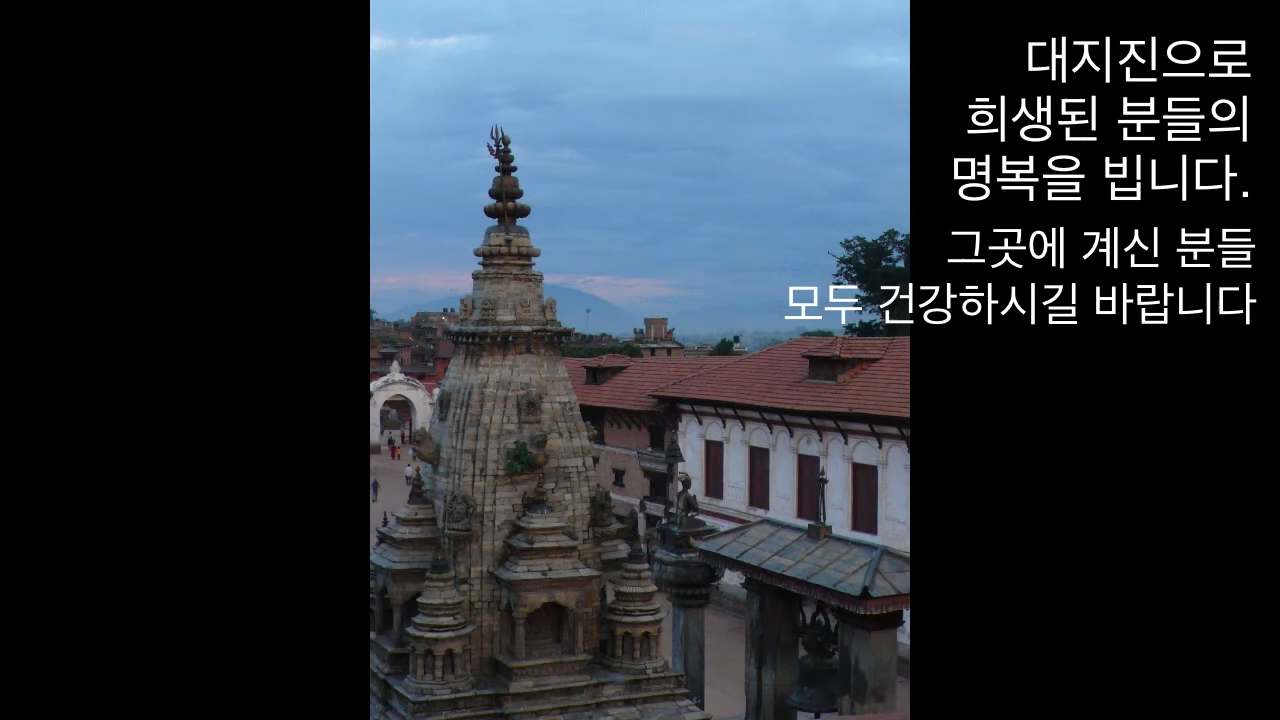 대지진으로
희생된 분들의
명복을 빕니다.
그곳에 계신 분들
모두 건강하시길 바랍니다